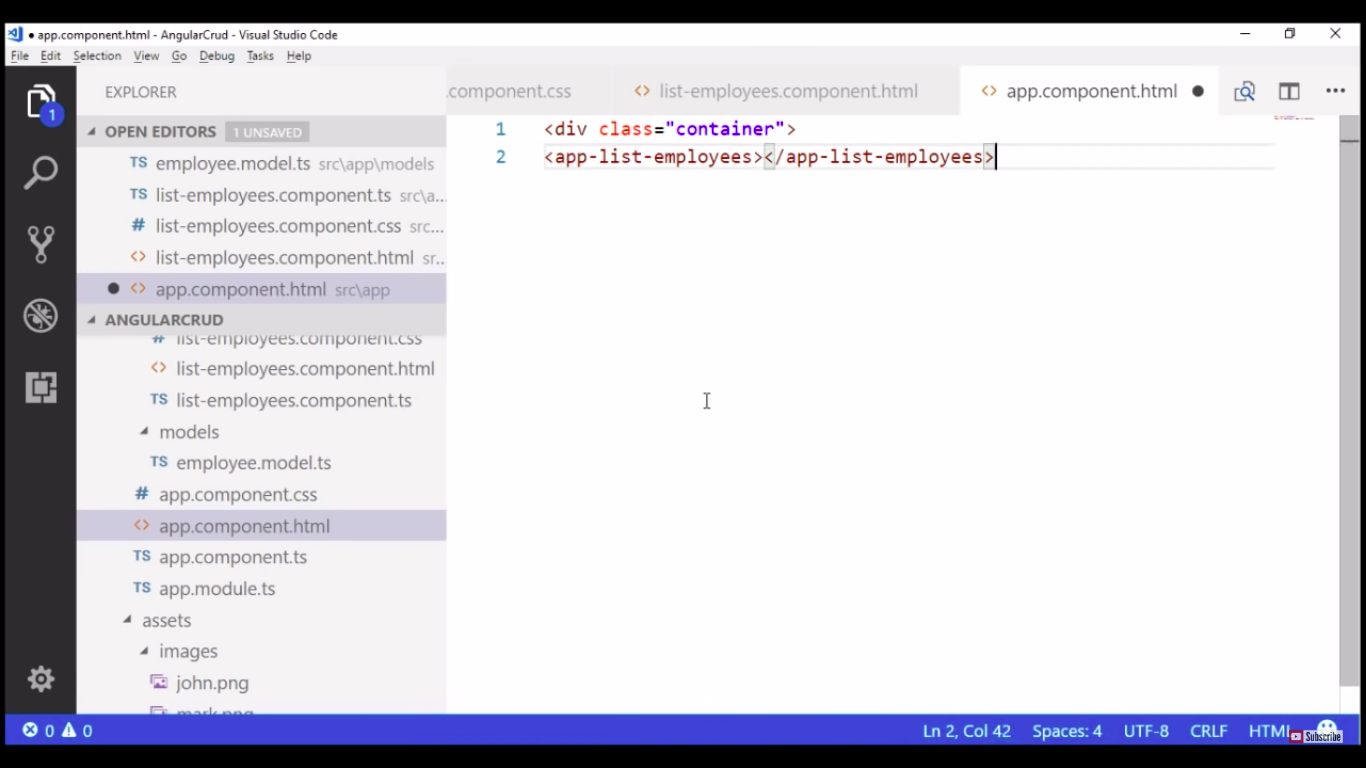 app.component.html - AngularCrud - Visual Studio Code
File Edit Selection View Go Debug Tasks Help
EXPLORER
.component.css
list-employees.component.html
app.component.html
1
OPEN EDITORS 1 UNSAVED
TS employee.model.ts src\app\models
TS list-employees.component.ts src\a...
# list-employees.component.css src...
<> list-employees.component.html sr...
<> app.component.html src\app
ANGULARCRUD
# list-employees.component.css
<> list-employees.component.html
TS list-employees.component.ts
models
TS employee.model.ts
# app.component.css
<> app.component.html
TS app.component.ts
TS app.module.ts
assets
images
john.png
mark.png
1 <div class="container">
2 <app-list-employees></app-list-employees>
0 0
Ln 2, Col 42 Spaces: 4 UTF-8 CRLF HTML
Subscribe